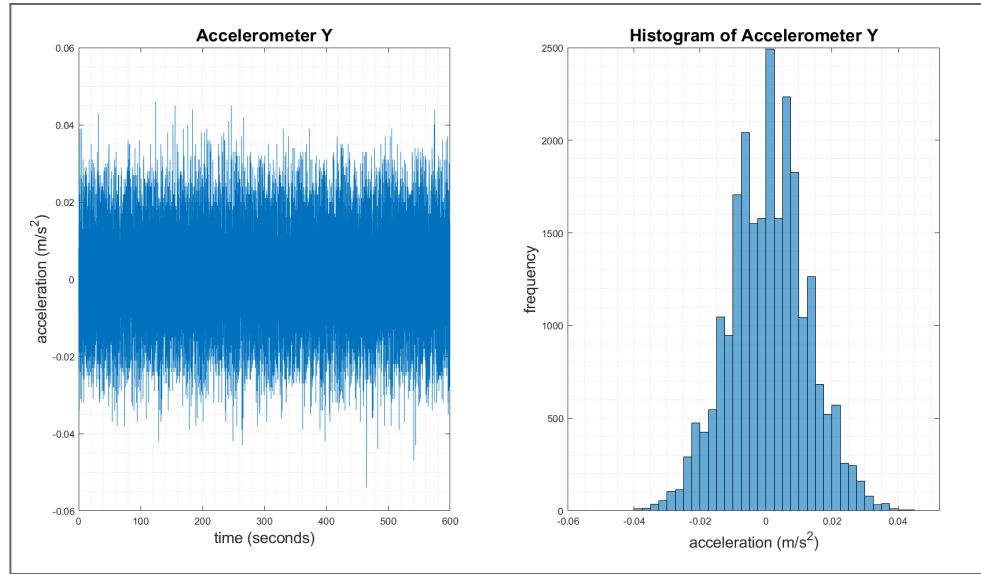 Accelerometer Y
0.06
0.04
0.02
0
-0.02
-0.04
-0.06
acceleration (m/s²)
0 100 200 300 400 500 600
time (seconds)
Histogram of Accelerometer Y
2500
2000
1500
1000
500
0
frequency
-0.06 -0.04 -0.02 0 0.02 0.04
acceleration (m/s²)